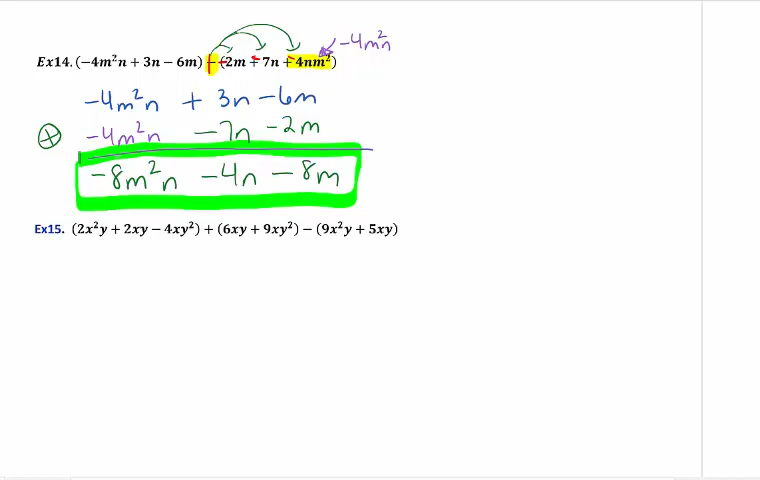 -4m²n
Ex14. (−4m²n + 3n − 6m) − (2m + 7n + 4nm²)
-4m²n + 3n - 6m
⊕ -4m²n - 7n - 2m
-8m²n - 4n - 8m
Ex15. (2x²y + 2xy − 4xy²) + (6xy + 9xy²) − (9x²y + 5xy)